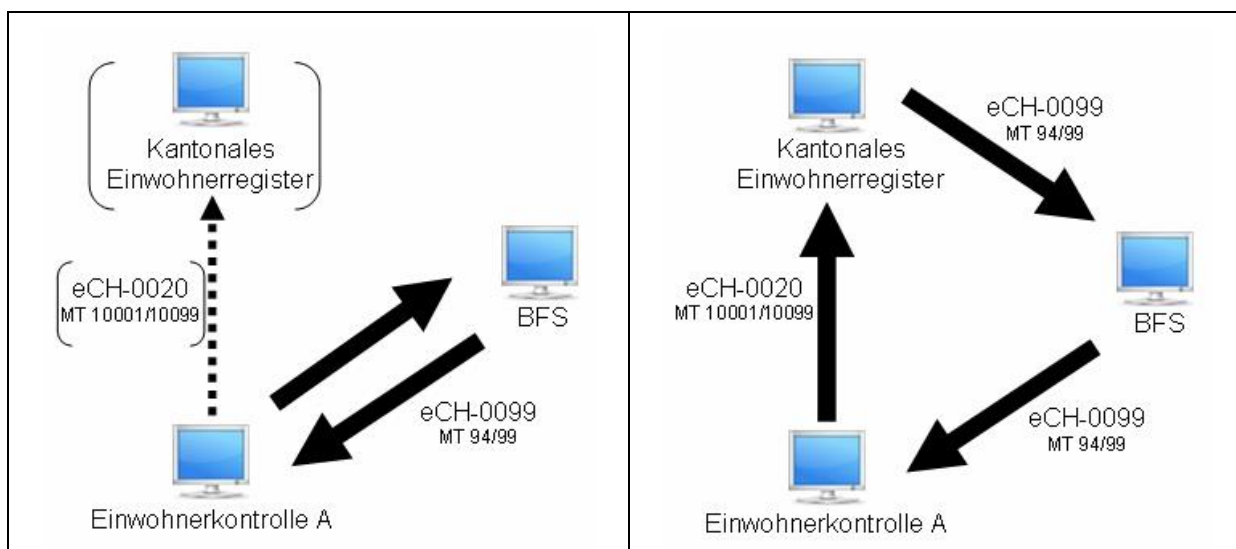 Kantonales
Einwohnerregister
eCH-0020
MT 10001/10099
BFS
eCH-0099
MT 94/99
Einwohnerkontrolle A
eCH-0099
MT 94/99
Kantonales
Einwohnerregister
eCH-0020
MT 10001/10099
BFS
eCH-0099
MT 94/99
Einwohnerkontrolle A